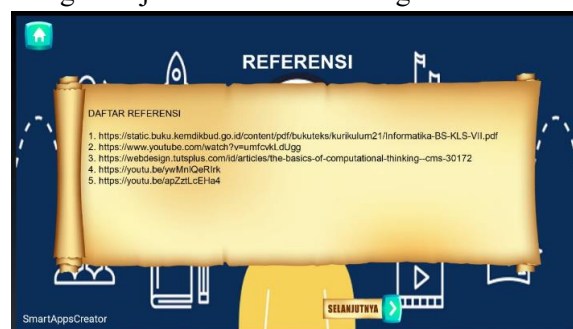 REFERENSI
DAFTAR REFERENSI
1. https://static.buku.kemdikbud.go.id/content/pdf/bukuteks/kurikulum21/Informatika-BS-KLS-VII.pdf
2. https://www.youtube.com/watch?v=umfcvkLdUgg
3. https://webdesign.tutsplus.com/id/articles/the-basics-of-computational-thinking--cms-30172
4. https://youtu.be/ywMnlQeRIrk
5. https://youtu.be/apZztLcEHa4
SELANJUTNYA
SmartAppsCreator